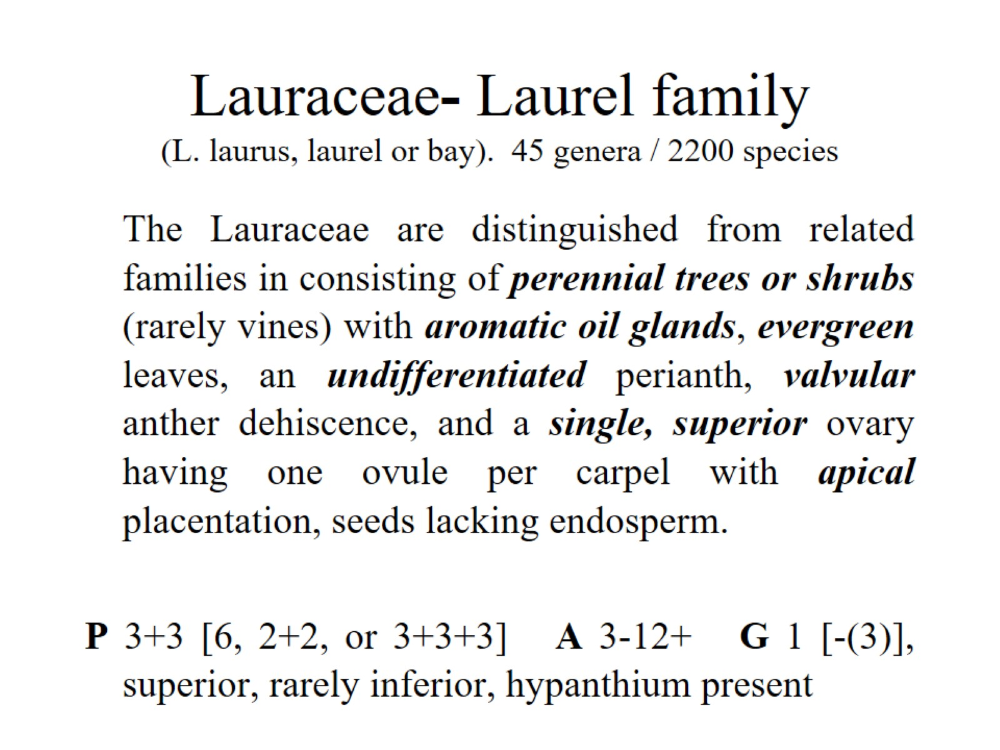 Lauraceae- Laurel family
(L. laurus, laurel or bay). 45 genera / 2200 species
The Lauraceae are distinguished from related
families in consisting of perennial trees or shrubs
(rarely vines) with aromatic oil glands, evergreen
leaves, an undifferentiated perianth, valvular
anther dehiscence, and a single, superior ovary
having one ovule per carpel with apical
placentation, seeds lacking endosperm.
P 3+3 [6, 2+2, or 3+3+3] A 3-12+ G 1 [-(3)],
superior, rarely inferior, hypanthium present